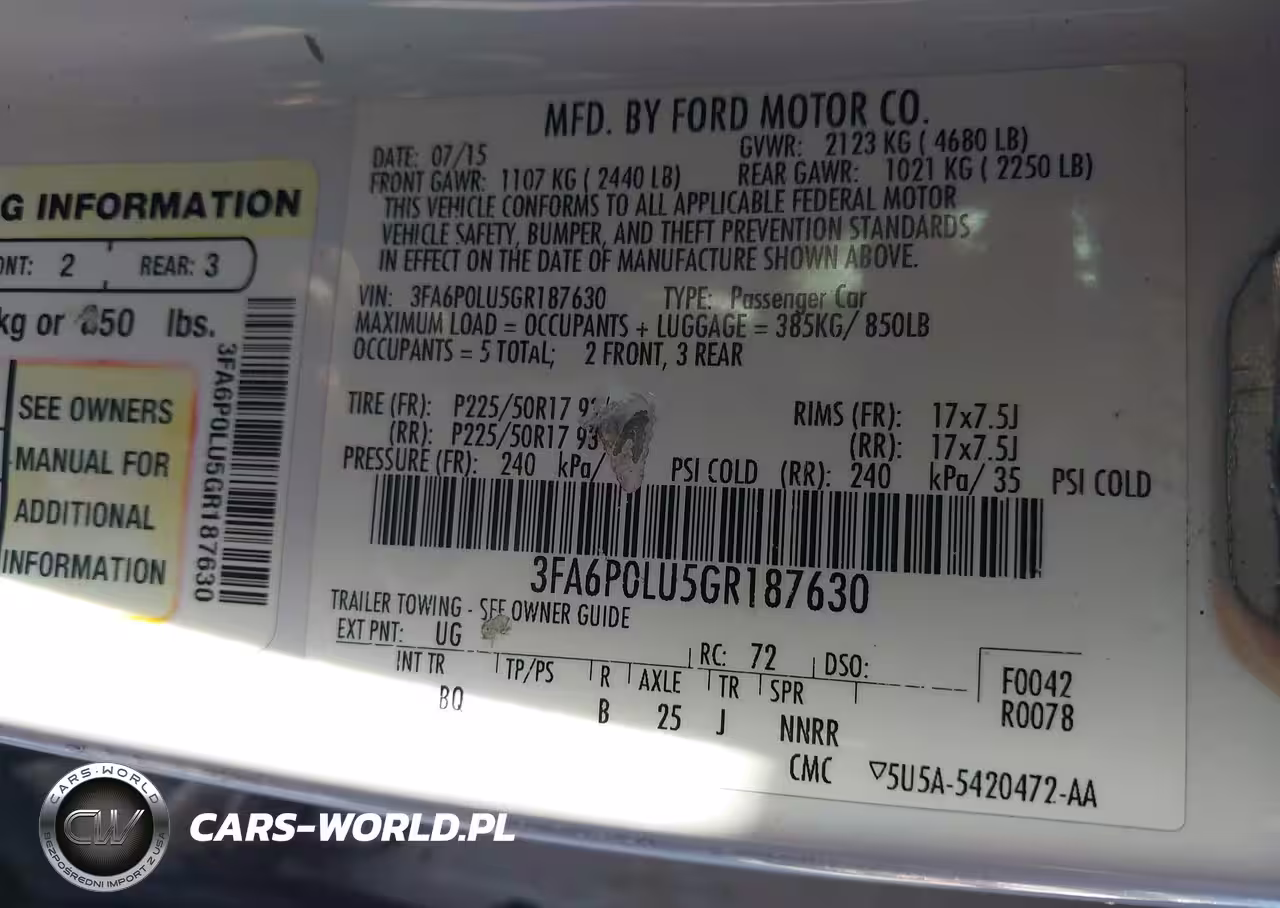 G INFORMATION
ONT: 2 REAR: 3
kg or 850 lbs.
SEE OWNERS
MANUAL FOR
ADDITIONAL
INFORMATION
3FA6P0LU5GR187630
MFD. BY FORD MOTOR CO.
DATE: 07/15 GVWR: 2123 KG ( 4680 LB)
FRONT GAWR: 1107 KG ( 2440 LB) REAR GAWR: 1021 KG ( 2250 LB)
THIS VEHICLE CONFORMS TO ALL APPLICABLE FEDERAL MOTOR
VEHICLE SAFETY, BUMPER, AND THEFT PREVENTION STANDARDS
IN EFFECT ON THE DATE OF MANUFACTURE SHOWN ABOVE.
VIN: 3FA6P0LU5GR187630 TYPE: Passenger Car
MAXIMUM LOAD = OCCUPANTS + LUGGAGE = 385KG/ 850LB
OCCUPANTS = 5 TOTAL; 2 FRONT, 3 REAR
TIRE (FR): P225/50R17 RIMS (FR): 17x7.5J
(RR): P225/50R17 93 (RR): 17x7.5J
PRESSURE (FR): 240 kPa/ PSI COLD (RR): 240 kPa/ 35 PSI COLD
3FA6P0LU5GR187630
TRAILER TOWING - SEE OWNER GUIDE
EXT PNT: UG RC: 72 DSO:
INT TR TP/PS R AXLE TR SPR F0042
BQ B 25 J NNRR R0078
CMC ▽5U5A-5420472-AA
CARS-WORLD
CW
BEZPOŚREDNI IMPORT Z USA
CARS-WORLD.PL